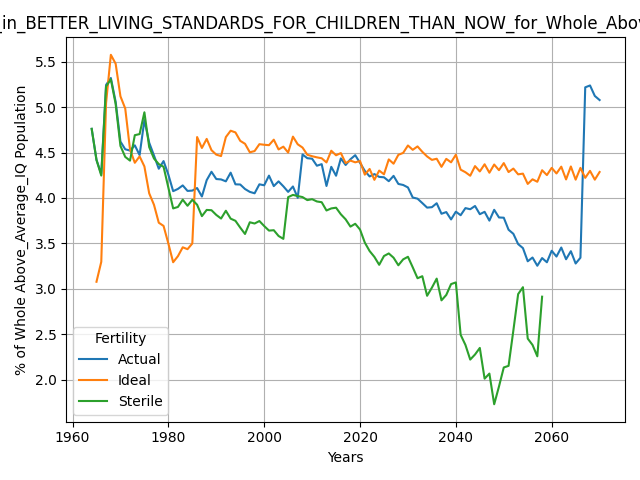 _in_BETTER_LIVING_STANDARDS_FOR_CHILDREN_THAN_NOW_for_Whole_Abov
% of Whole Above_Average_IQ Population
5.5
5.0
4.5
4.0
3.5
3.0
2.5
2.0
Fertility
Actual
Ideal
Sterile
1960
1980
2000
2020
2040
2060
Years